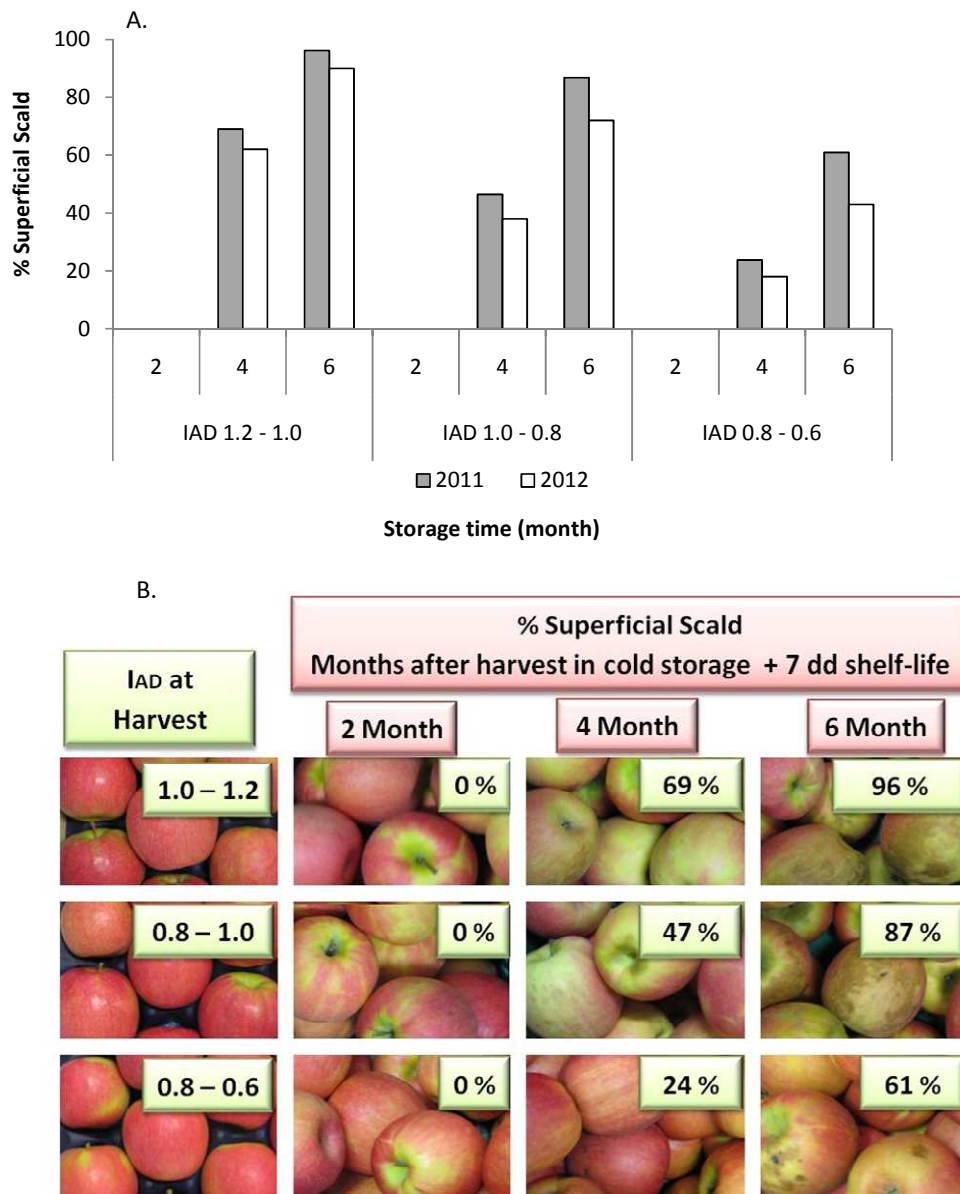 A.
100
80
60
40
20
0
% Superficial Scald
2 4 6 2 4 6 2 4 6
IAD 1.2 - 1.0 IAD 1.0 - 0.8 IAD 0.8 - 0.6
2011 2012
Storage time (month)
B.
% Superficial Scald
Months after harvest in cold storage + 7 dd shelf-life
IAD at
Harvest
2 Month 4 Month 6 Month
1.0 – 1.2 0 % 69 % 96 %
0.8 – 1.0 0 % 47 % 87 %
0.8 – 0.6 0 % 24 % 61 %